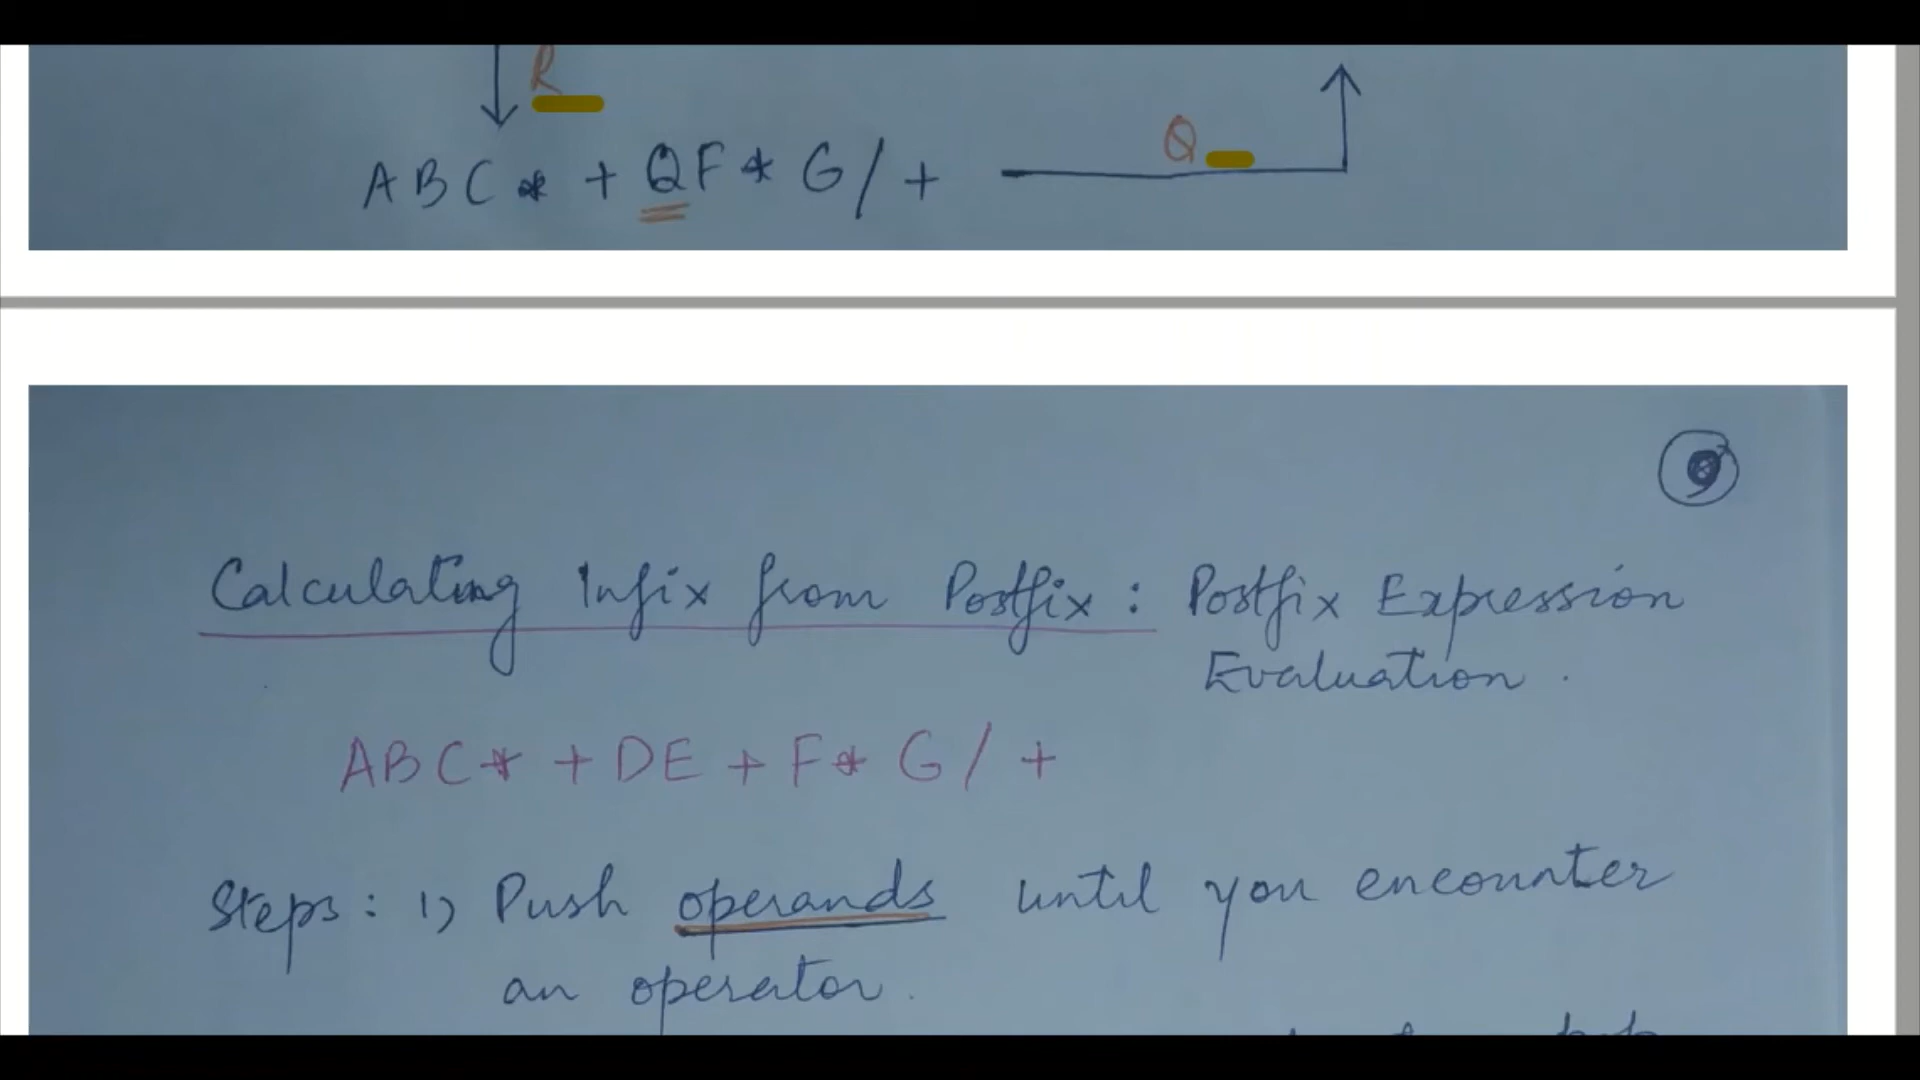 R
Q
ABC* + QF * G/ +
9
Calculating Infix from Postfix : Postfix Expression
Evaluation .
ABC* + DE + F* G/ +
Steps : 1) Push operands until you encounter
an operator .